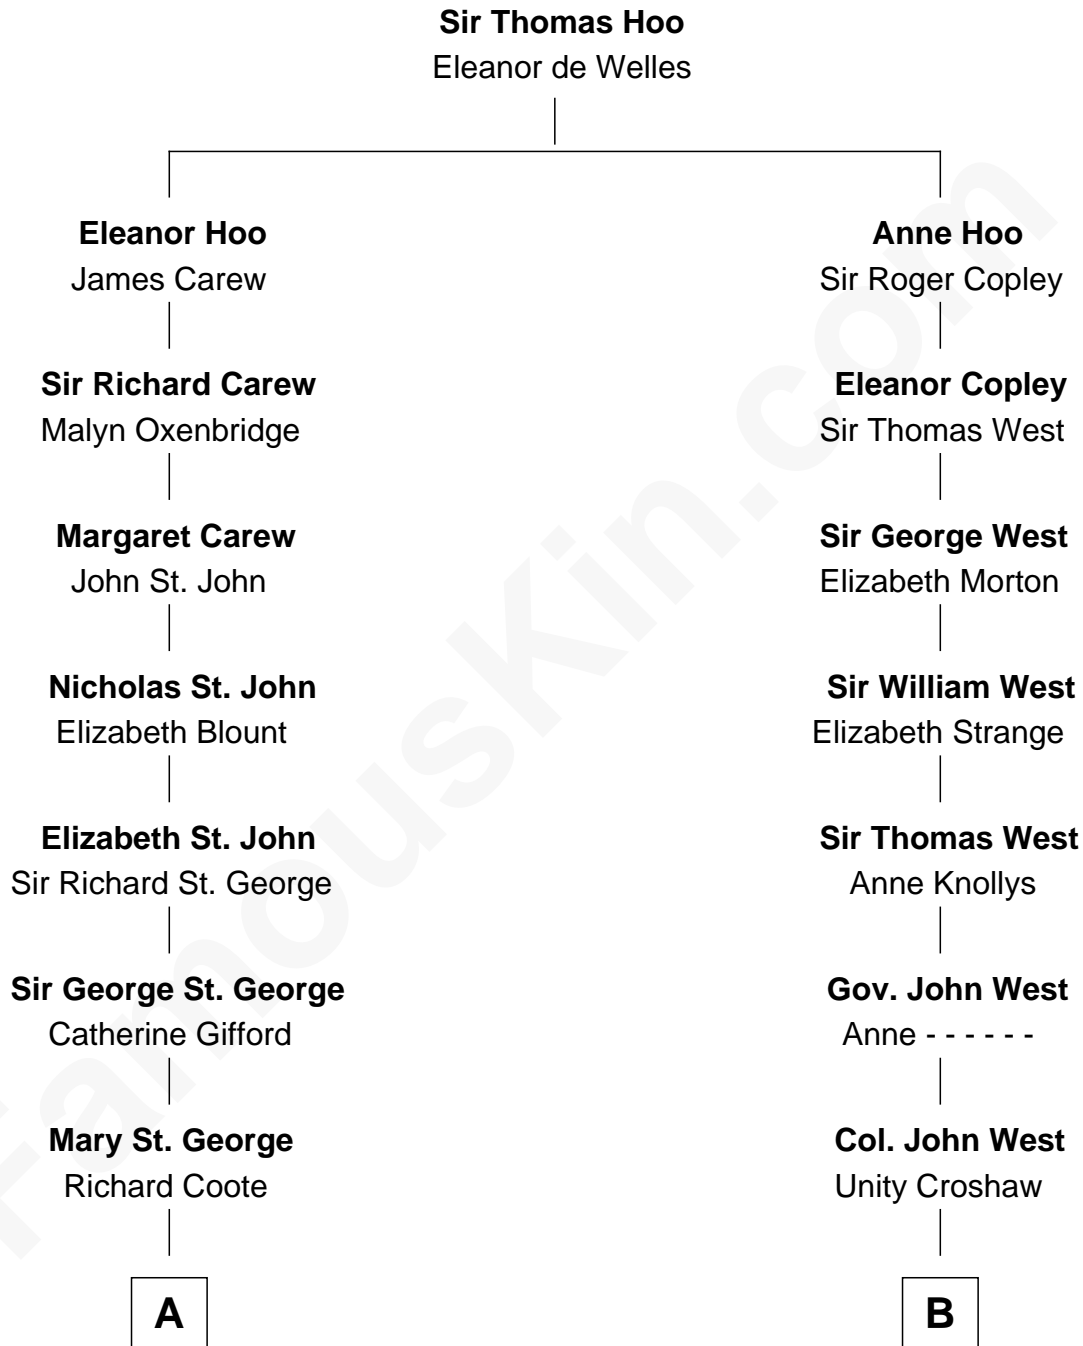 Sir Thomas Hoo
Eleanor de Welles
Eleanor Hoo
James Carew
Anne Hoo
Sir Roger Copley
Sir Richard Carew
Malyn Oxenbridge
Eleanor Copley
Sir Thomas West
Margaret Carew
John St. John
Sir George West
Elizabeth Morton
Nicholas St. John
Elizabeth Blount
Sir William West
Elizabeth Strange
Elizabeth St. John
Sir Richard St. George
Sir Thomas West
Anne Knollys
Sir George St. George
Catherine Gifford
Gov. John West
Anne - - - - - -
Mary St. George
Richard Coote
Col. John West
Unity Croshaw
A
B
FamousKin.com